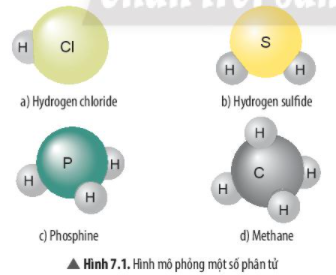 H Cl S
H H
a) Hydrogen chloride b) Hydrogen sulfide
P H H
H H C H
H
c) Phosphine d) Methane
▲ Hình 7.1. Hình mô phỏng một số phân tử